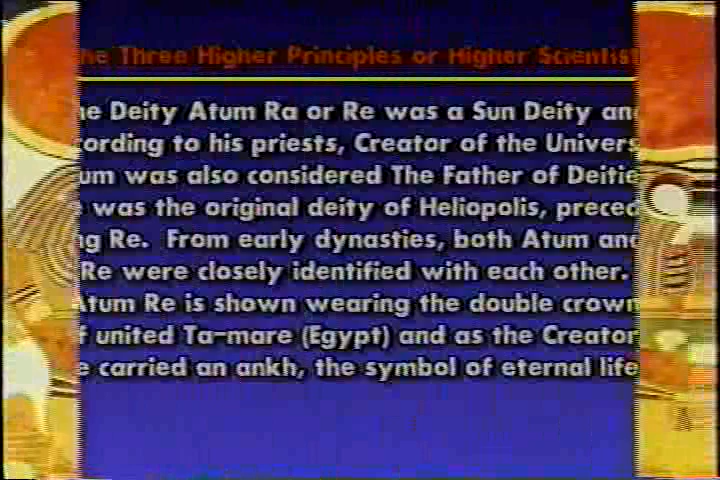 he Three Higher Principles or Higher Scientist
e Deity Atum Ra or Re was a Sun Deity an
ording to his priests, Creator of the Univers
um was also considered The Father of Deitie
was the original deity of Heliopolis, preced
g Re. From early dynasties, both Atum and
Re were closely identified with each other.
Atum Re is shown wearing the double crown
f united Ta-mare (Egypt) and as the Creator
e carried an ankh, the symbol of eternal life